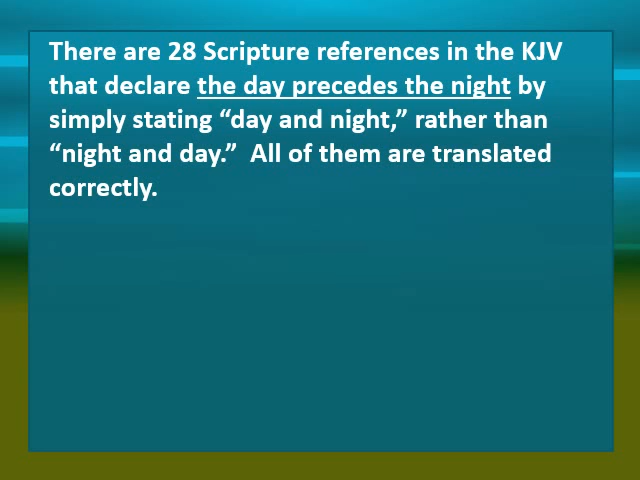 There are 28 Scripture references in the KJV
that declare the day precedes the night by
simply stating “day and night,” rather than
“night and day.”  All of them are translated
correctly.